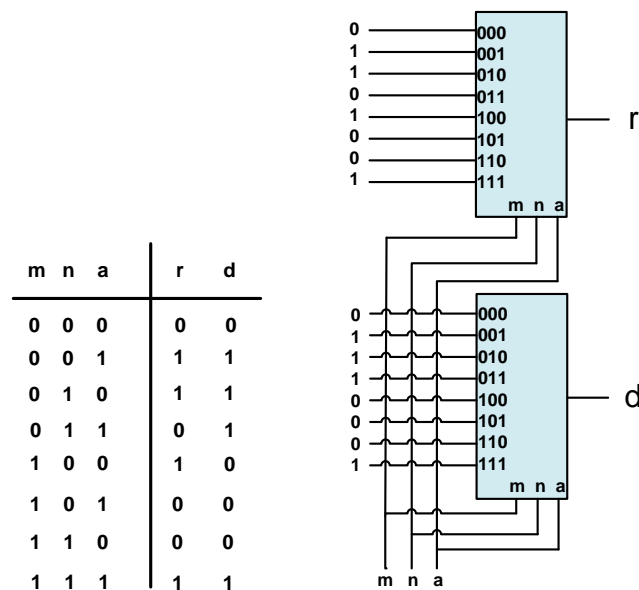 m n a r d
0 0 0 0 0
0 0 1 1 1
0 1 0 1 1
0 1 1 0 1
1 0 0 1 0
1 0 1 0 0
1 1 0 0 0
1 1 1 1 1
0 000
1 001
1 010
0 011
1 100
0 101
0 110
1 111
m n a
r
0 000
1 001
1 010
1 011
0 100
0 101
0 110
1 111
m n a
d
m n a